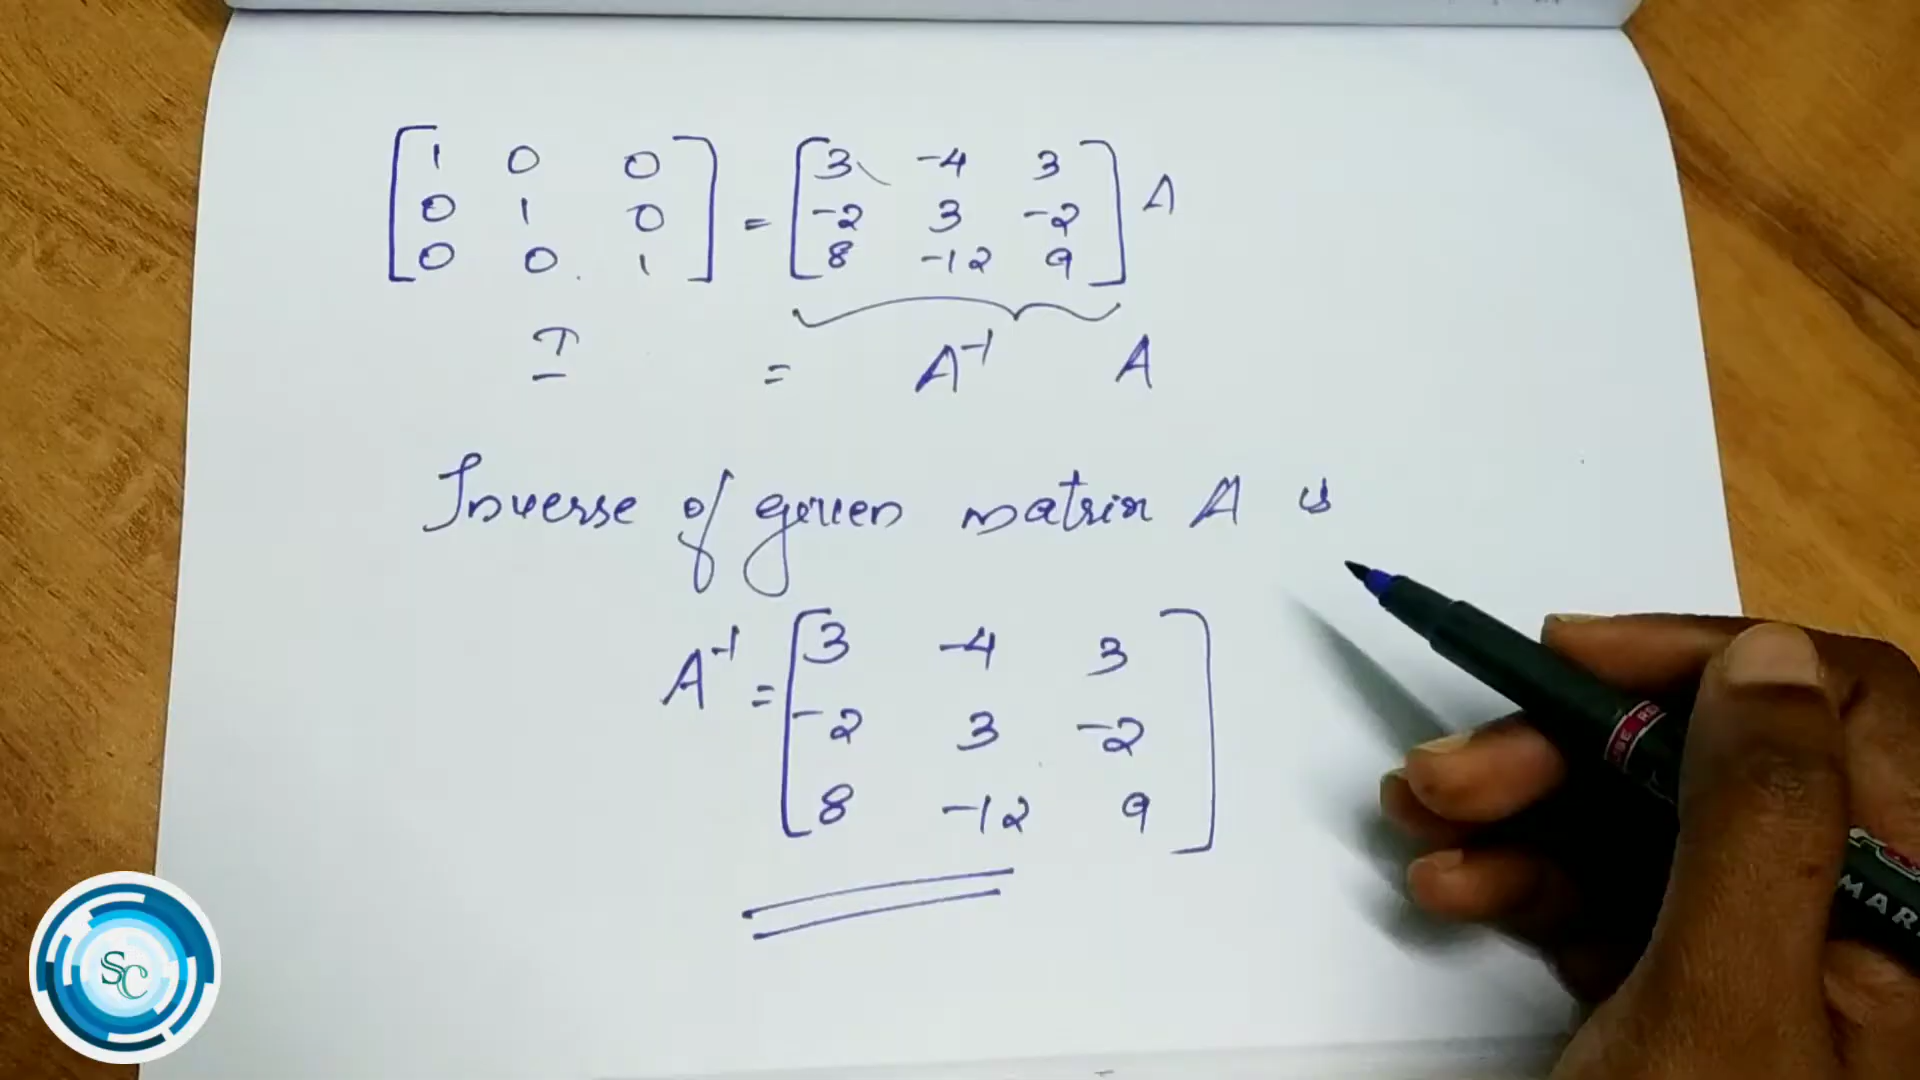 [1 0 0; 0 1 0; 0 0 1] = [3 -4 3; -2 3 -2; 8 -12 9] A
I = A⁻¹ A
Inverse of given matrix A is
A⁻¹ = [3 -4 3; -2 3 -2; 8 -12 9]
SC